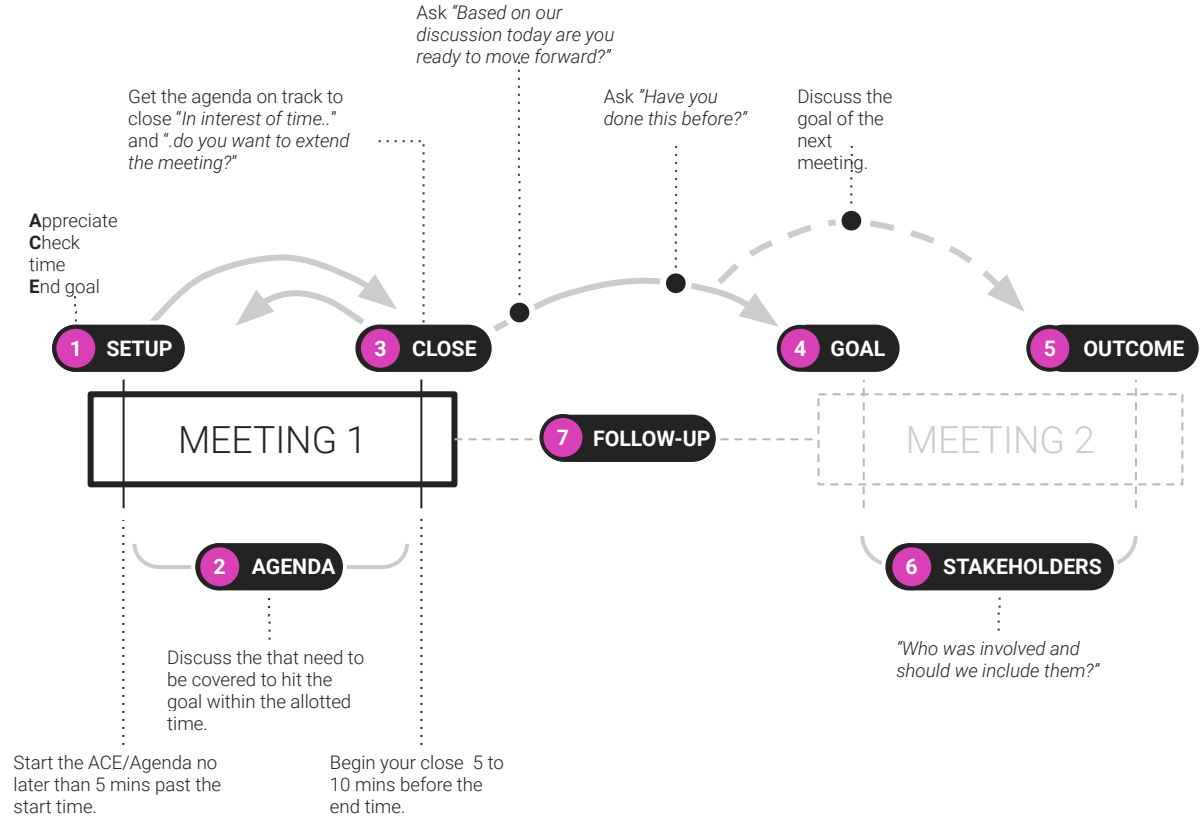 Ask "Based on our
discussion today are you
ready to move forward?"
Get the agenda on track to
close "In interest of time.."
and ".do you want to extend
the meeting?"
Ask "Have you
done this before?"
Discuss the
goal of the
next
meeting.
Appreciate
Check
time
End goal
1 SETUP
3 CLOSE
4 GOAL
5 OUTCOME
MEETING 1
7 FOLLOW-UP
MEETING 2
2 AGENDA
6 STAKEHOLDERS
Discuss the that need to
be covered to hit the
goal within the allotted
time.
"Who was involved and
should we include them?"
Start the ACE/Agenda no
later than 5 mins past the
start time.
Begin your close 5 to
10 mins before the
end time.